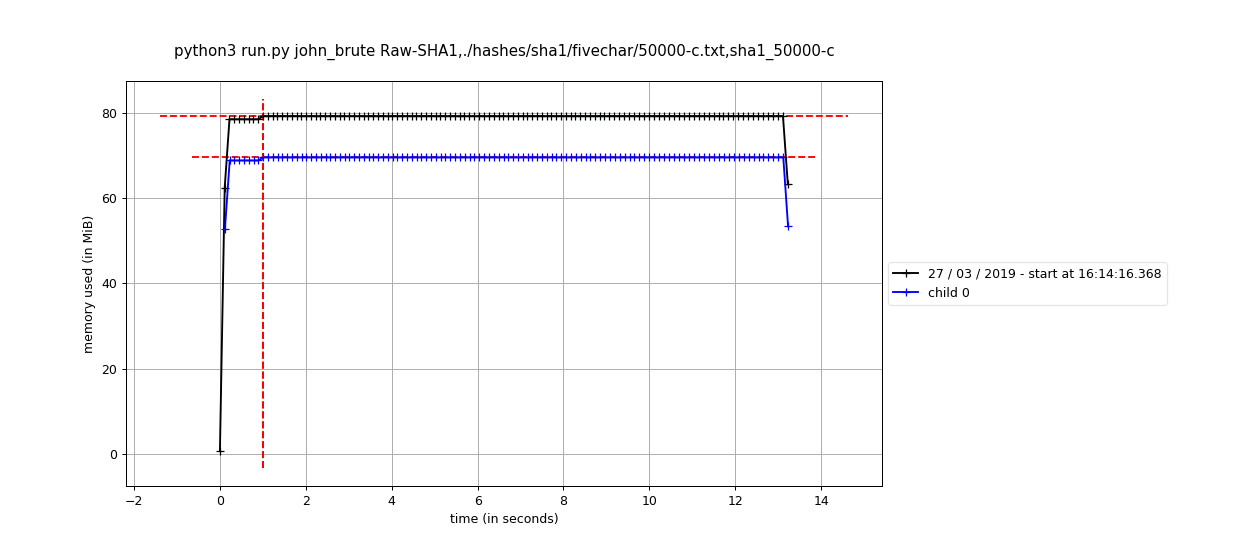 python3 run.py john_brute Raw-SHA1,./hashes/sha1/fivechar/50000-c.txt,sha1_50000-c
80
60
40
20
0
memory used (in MiB)
−2
0
2
4
6
8
10
12
14
time (in seconds)
27 / 03 / 2019 - start at 16:14:16.368
child 0